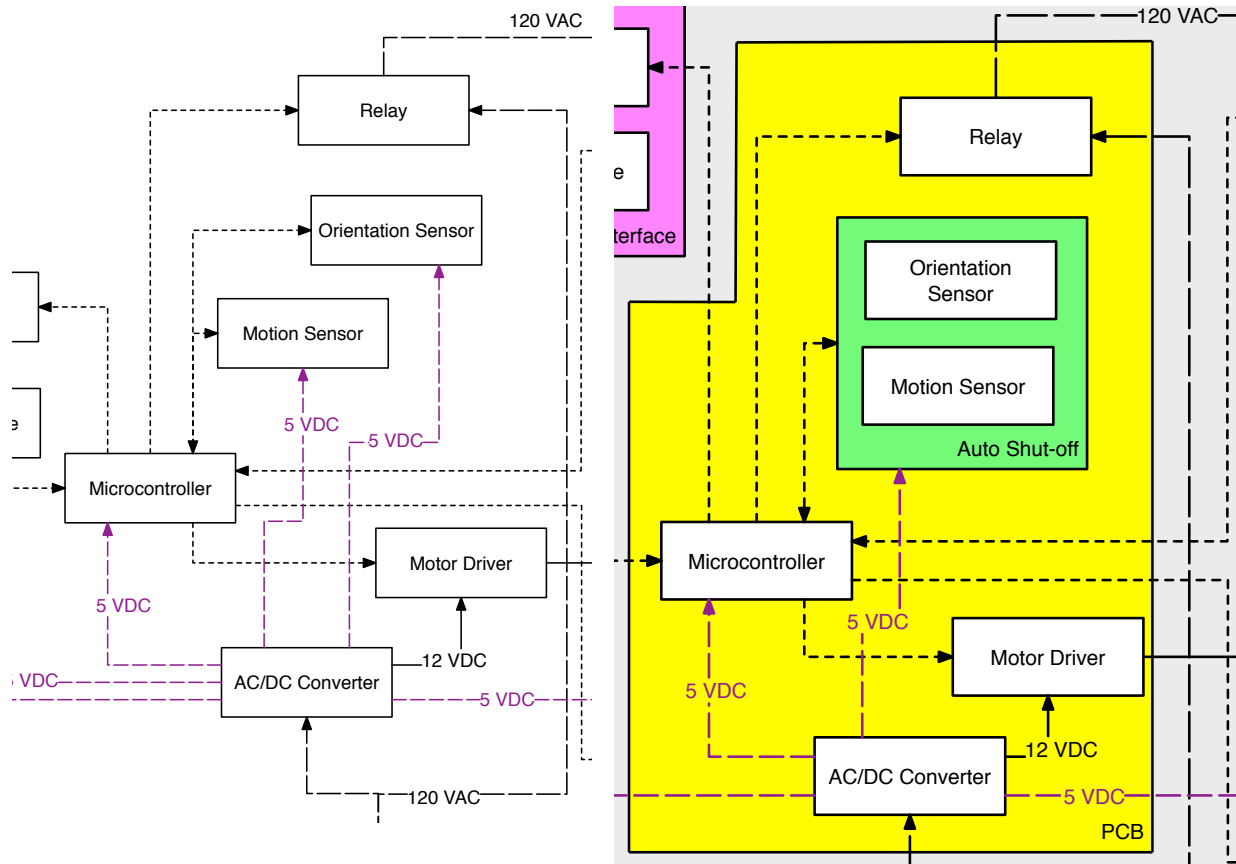 120 VAC
Relay
Orientation Sensor
Motion Sensor
5 VDC
5 VDC
e
Microcontroller
Motor Driver
5 VDC
12 VDC
VDC
AC/DC Converter
5 VDC
120 VAC
120 VAC
Relay
e
terface
Orientation
Sensor
Motion Sensor
Auto Shut-off
Microcontroller
5 VDC
Motor Driver
5 VDC
12 VDC
AC/DC Converter
5 VDC
PCB